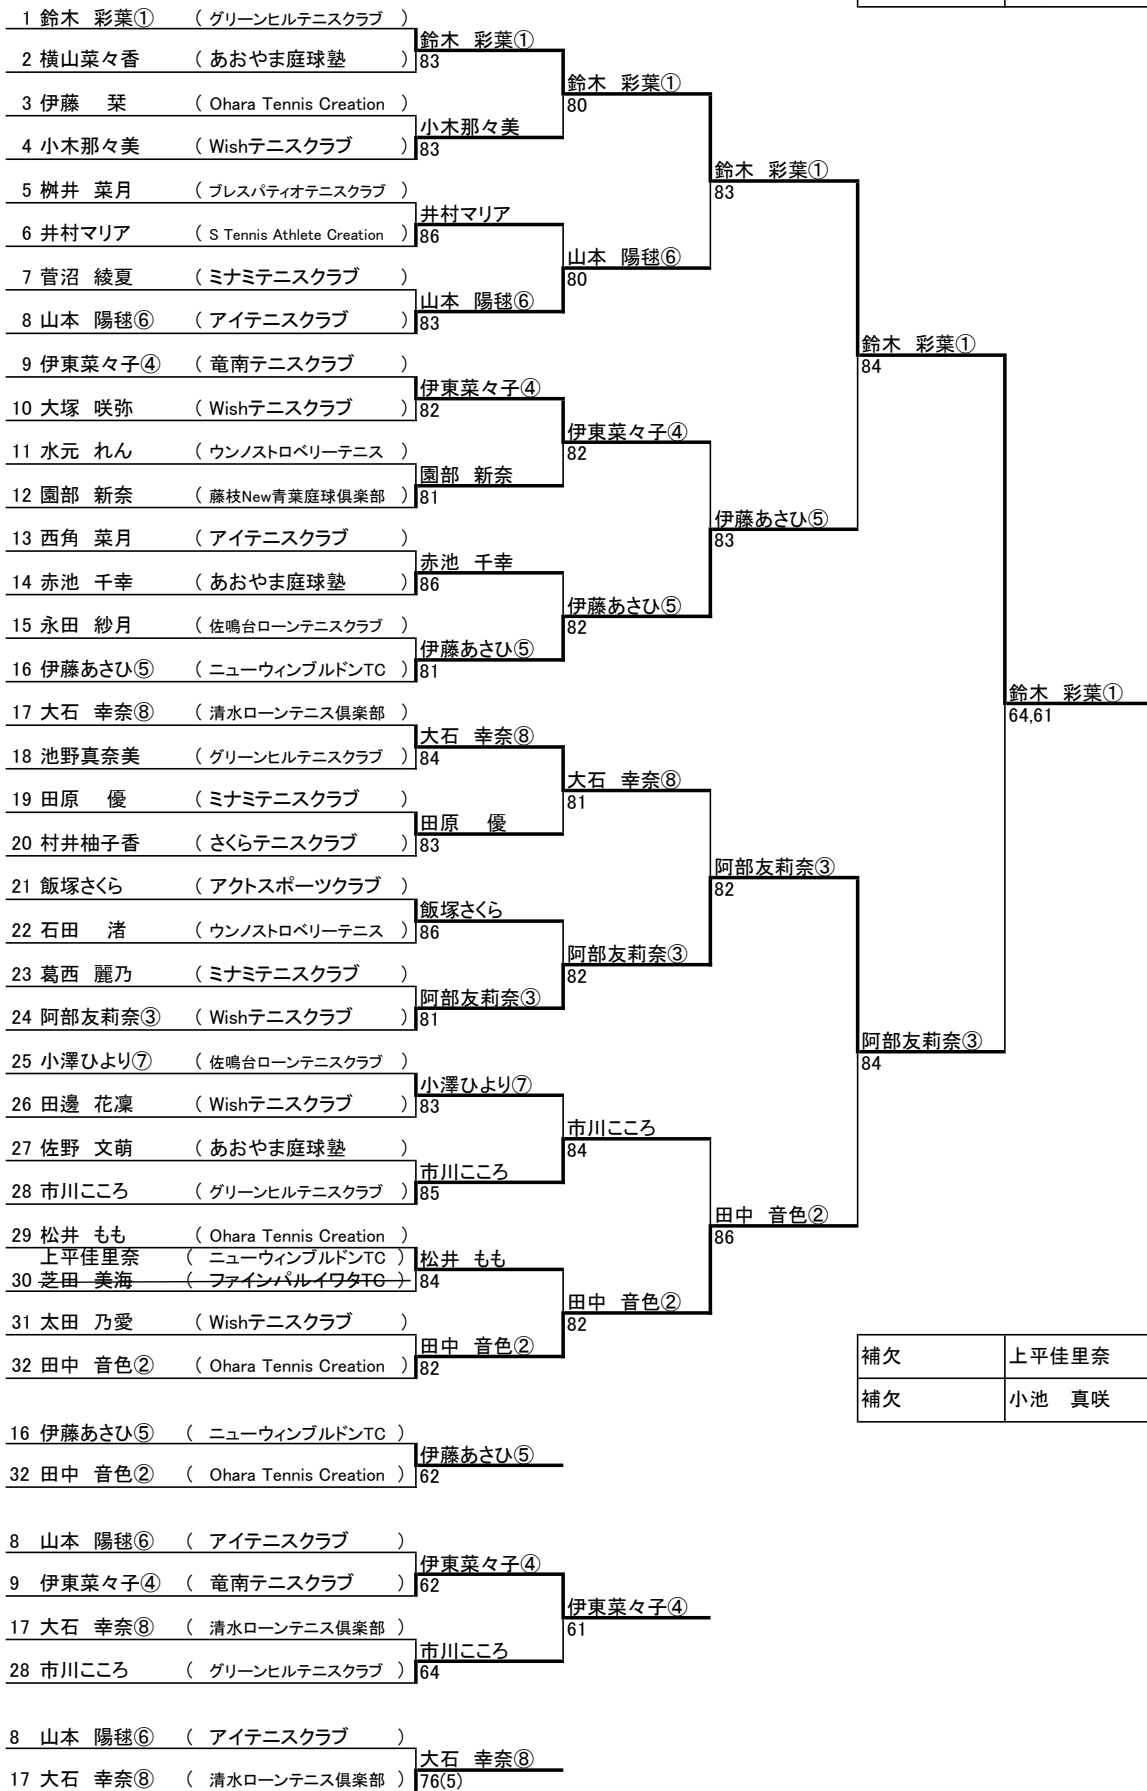 1 鈴木 彩葉① ( グリーンヒルテニスクラブ )
鈴木 彩葉①
2 横山菜々香 ( あおやま庭球塾 ) 83
鈴木 彩葉①
3 伊藤 栞 ( Ohara Tennis Creation ) 80
小木那々美
4 小木那々美 ( Wishテニスクラブ ) 83
鈴木 彩葉①
5 桝井 菜月 ( ブレスパティオテニスクラブ ) 83
井村マリア
6 井村マリア ( S Tennis Athlete Creation ) 86
山本 陽毬⑥
7 菅沼 綾夏 ( ミナミテニスクラブ ) 80
山本 陽毬⑥
8 山本 陽毬⑥ ( アイテニスクラブ ) 83
鈴木 彩葉①
9 伊東菜々子④ ( 竜南テニスクラブ ) 84
伊東菜々子④
10 大塚 咲弥 ( Wishテニスクラブ ) 82
伊東菜々子④
11 水元 れん ( ウンノストロベリーテニス ) 82
園部 新奈
12 園部 新奈 ( 藤枝New青葉庭球倶楽部 ) 81
伊藤あさひ⑤
13 西角 菜月 ( アイテニスクラブ ) 83
赤池 千幸
14 赤池 千幸 ( あおやま庭球塾 ) 86
伊藤あさひ⑤
15 永田 紗月 ( 佐鳴台ローンテニスクラブ ) 82
伊藤あさひ⑤
16 伊藤あさひ⑤ ( ニューウィンブルドンTC ) 81
鈴木 彩葉①
17 大石 幸奈⑧ ( 清水ローンテニス倶楽部 ) 64,61
大石 幸奈⑧
18 池野真奈美 ( グリーンヒルテニスクラブ ) 84
大石 幸奈⑧
19 田原 優 ( ミナミテニスクラブ ) 81
田原 優
20 村井柚子香 ( さくらテニスクラブ ) 83
阿部友莉奈③
21 飯塚さくら ( アクトスポーツクラブ ) 82
飯塚さくら
22 石田 渚 ( ウンノストロベリーテニス ) 86
阿部友莉奈③
23 葛西 麗乃 ( ミナミテニスクラブ ) 82
阿部友莉奈③
24 阿部友莉奈③ ( Wishテニスクラブ ) 81
阿部友莉奈③
25 小澤ひより⑦ ( 佐鳴台ローンテニスクラブ ) 84
小澤ひより⑦
26 田邊 花凜 ( Wishテニスクラブ ) 83
市川こころ
27 佐野 文萌 ( あおやま庭球塾 ) 84
市川こころ
28 市川こころ ( グリーンヒルテニスクラブ ) 85
田中 音色②
29 松井 もも ( Ohara Tennis Creation ) 86
上平佳里奈 ( ニューウィンブルドンTC ) 松井 もも
30 芝田 美海 ( ファインパルイワタTC ) 84
田中 音色②
31 太田 乃愛 ( Wishテニスクラブ ) 82
田中 音色②
32 田中 音色② ( Ohara Tennis Creation ) 82
補欠 上平佳里奈
補欠 小池 真咲
16 伊藤あさひ⑤ ( ニューウィンブルドンTC )
伊藤あさひ⑤
32 田中 音色② ( Ohara Tennis Creation ) 62
8 山本 陽毬⑥ ( アイテニスクラブ )
伊東菜々子④
9 伊東菜々子④ ( 竜南テニスクラブ ) 62
伊東菜々子④
17 大石 幸奈⑧ ( 清水ローンテニス倶楽部 ) 61
市川こころ
28 市川こころ ( グリーンヒルテニスクラブ ) 64
8 山本 陽毬⑥ ( アイテニスクラブ )
大石 幸奈⑧
17 大石 幸奈⑧ ( 清水ローンテニス倶楽部 ) 76(5)